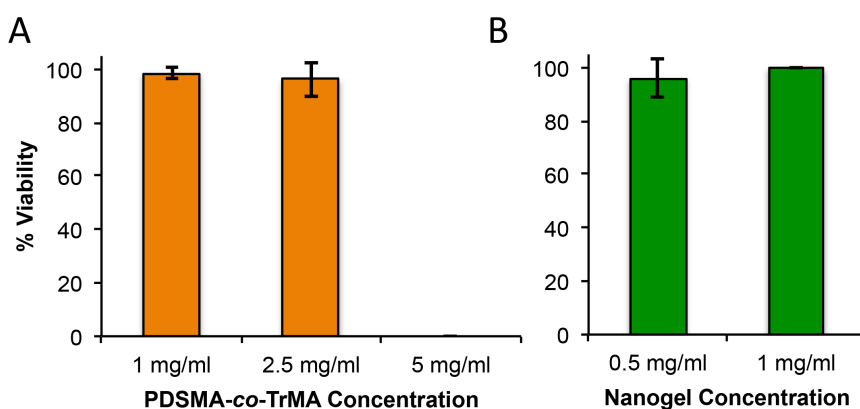 A
% Viability
100
80
60
40
20
0
1 mg/ml 2.5 mg/ml 5 mg/ml
PDSMA-co-TrMA Concentration
B
100
80
60
40
20
0
0.5 mg/ml 1 mg/ml
Nanogel Concentration